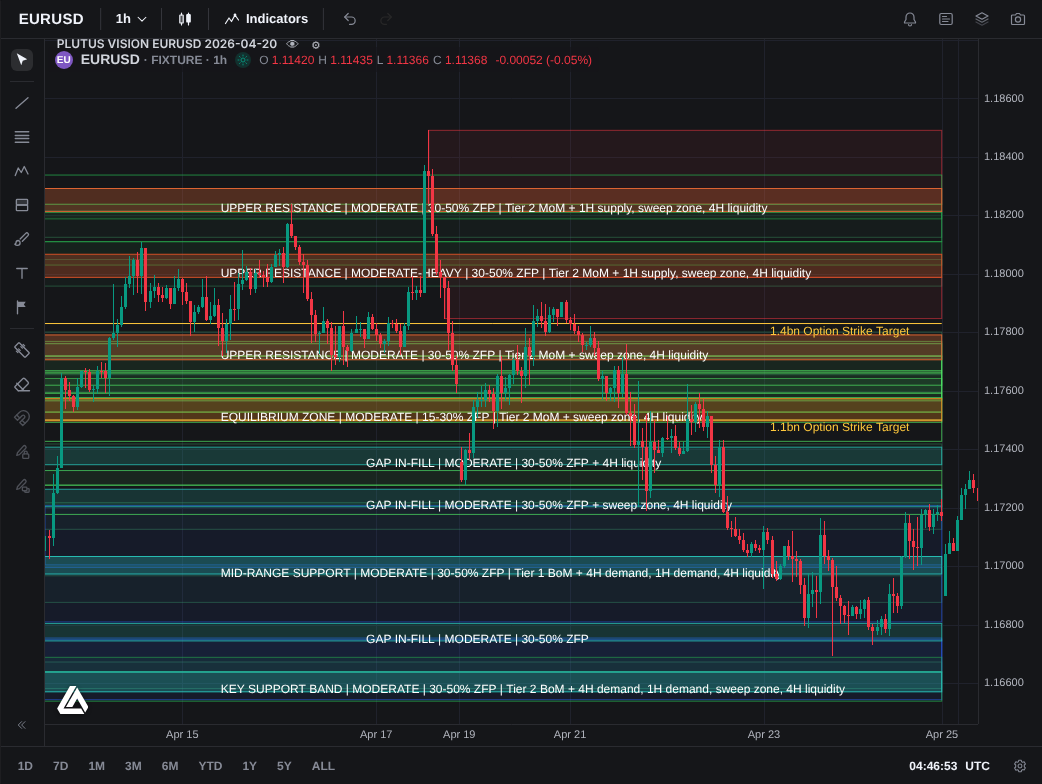 EURUSD 1h Indicators
PLUTUS VISION EURUSD 2026-04-20
EU EURUSD · FIXTURE · 1h O 1.11420 H 1.11435 L 1.11366 C 1.11368 -0.00052 (-0.05%)
1.18600
1.18400
1.18200
UPPER RESISTANCE | MODERATE | 30-50% ZFP | Tier 2 MoM + 1H supply, sweep zone, 4H liquidity
1.18000
UPPER RESISTANCE | MODERATE-HEAVY | 30-50% ZFP | Tier 2 MoM + 1H supply, sweep zone, 4H liquidity
1.4bn Option Strike Target
1.17800
UPPER RESISTANCE | MODERATE | 30-50% ZFP | Tier 2 MoM + sweep zone, 4H liquidity
1.17600
EQUILIBRIUM ZONE | MODERATE | 15-30% ZFP | Tier 2 MoM + sweep zone, 4H liquidity
1.1bn Option Strike Target
1.17400
GAP IN-FILL | MODERATE | 30-50% ZFP + 4H liquidity
GAP IN-FILL | MODERATE | 30-50% ZFP + sweep zone, 4H liquidity
1.17200
1.17000
MID-RANGE SUPPORT | MODERATE | 30-50% ZFP | Tier 1 BoM + 4H demand, 1H demand, 4H liquidity
1.16800
GAP IN-FILL | MODERATE | 30-50% ZFP
1.16600
KEY SUPPORT BAND | MODERATE | 30-50% ZFP | Tier 2 BoM + 4H demand, 1H demand, sweep zone, 4H liquidity
Apr 15 Apr 17 Apr 19 Apr 21 Apr 23 Apr 25
1D 7D 1M 3M 6M YTD 1Y 5Y ALL 04:46:53 UTC